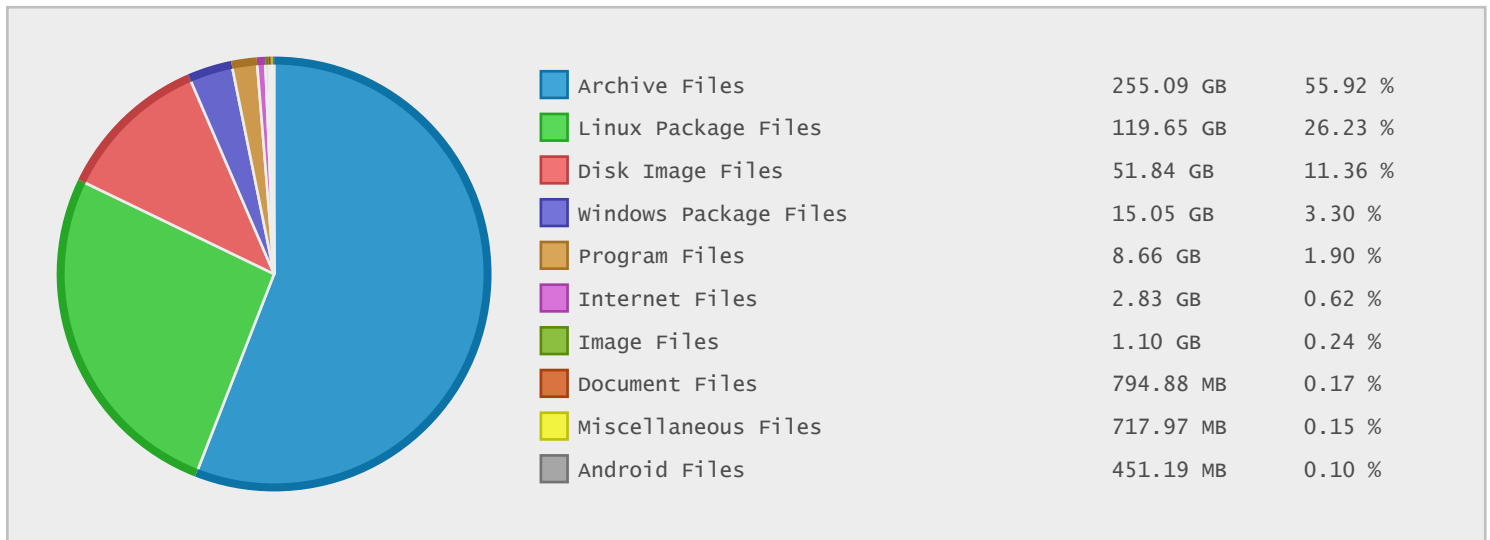 Archive Files 255.09 GB 55.92 %
Linux Package Files 119.65 GB 26.23 %
Disk Image Files 51.84 GB 11.36 %
Windows Package Files 15.05 GB 3.30 %
Program Files 8.66 GB 1.90 %
Internet Files 2.83 GB 0.62 %
Image Files 1.10 GB 0.24 %
Document Files 794.88 MB 0.17 %
Miscellaneous Files 717.97 MB 0.15 %
Android Files 451.19 MB 0.10 %